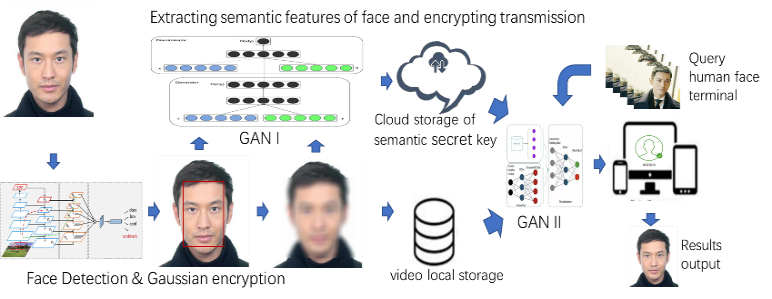 Extracting semantic features of face and encrypting transmission
GAN I
Cloud storage of
semantic secret key
Query
human face
terminal
GAN II
video local storage
Results
output
Face Detection & Gaussian encryption